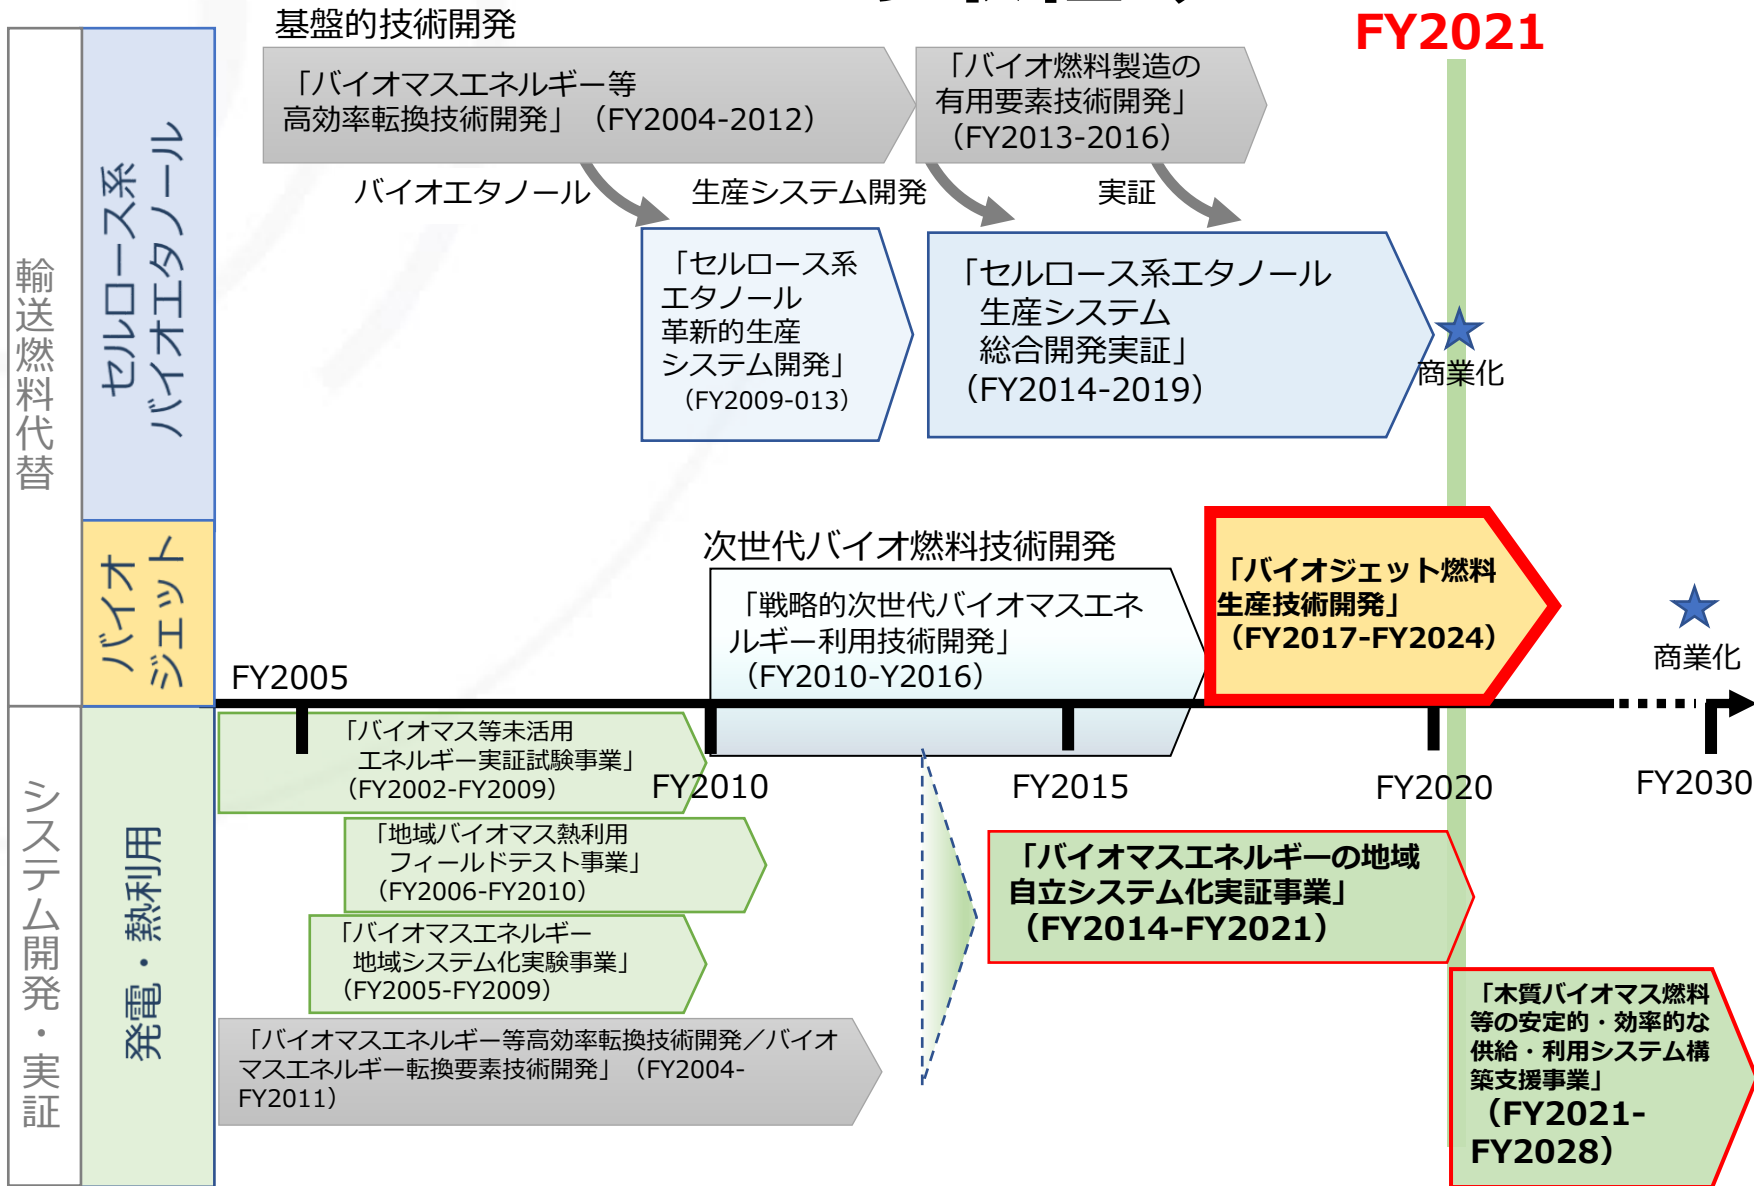 基盤的技術開発
FY2021
「バイオマスエネルギー等
高効率転換技術開発」（FY2004-2012）
「バイオ燃料製造の
有用要素技術開発」
（FY2013-2016）
バイオエタノール
生産システム開発
実証
輸送燃料代替
セルロース系
バイオエタノール
「セルロース系
エタノール
革新的生産
システム開発」
（FY2009-013）
「セルロース系エタノール
生産システム
総合開発実証」
（FY2014-2019）
商業化
バイオ
ジェット
次世代バイオ燃料技術開発
「戦略的次世代バイオマスエネ
ルギー利用技術開発」
（FY2010-Y2016）
「バイオジェット燃料
生産技術開発」
（FY2017-FY2024）
商業化
FY2005
FY2010
FY2015
FY2020
FY2030
システム開発・実証
発電・熱利用
「バイオマス等未活用
エネルギー実証試験事業」
（FY2002-FY2009）
「地域バイオマス熱利用
フィールドテスト事業」
（FY2006-FY2010）
「バイオマスエネルギー
地域システム化実験事業」
（FY2005-FY2009）
「バイオマスエネルギー等高効率転換技術開発／バイオ
マスエネルギー転換要素技術開発」（FY2004-
FY2011）
「バイオマスエネルギーの地域
自立システム化実証事業」
（FY2014-FY2021）
「木質バイオマス燃料
等の安定的・効率的な
供給・利用システム構
築支援事業」
（FY2021-
FY2028）